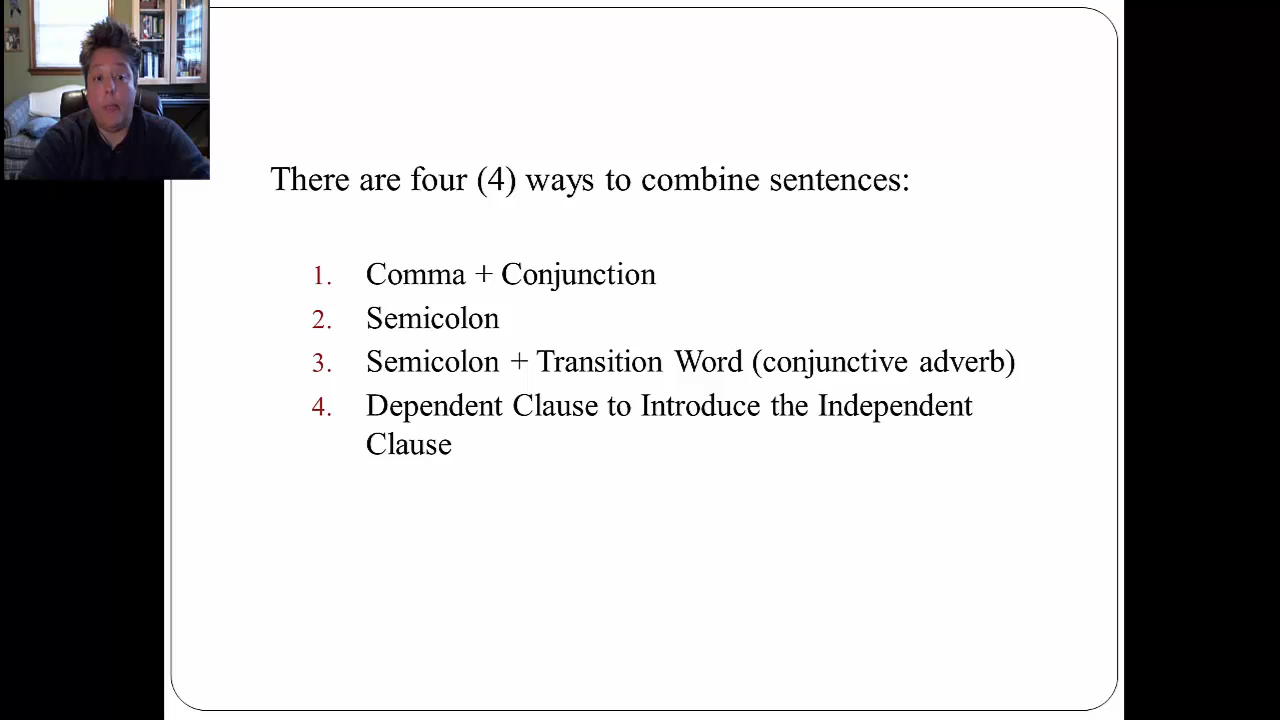 There are four (4) ways to combine sentences:
1. Comma + Conjunction
2. Semicolon
3. Semicolon + Transition Word (conjunctive adverb)
4. Dependent Clause to Introduce the Independent
Clause